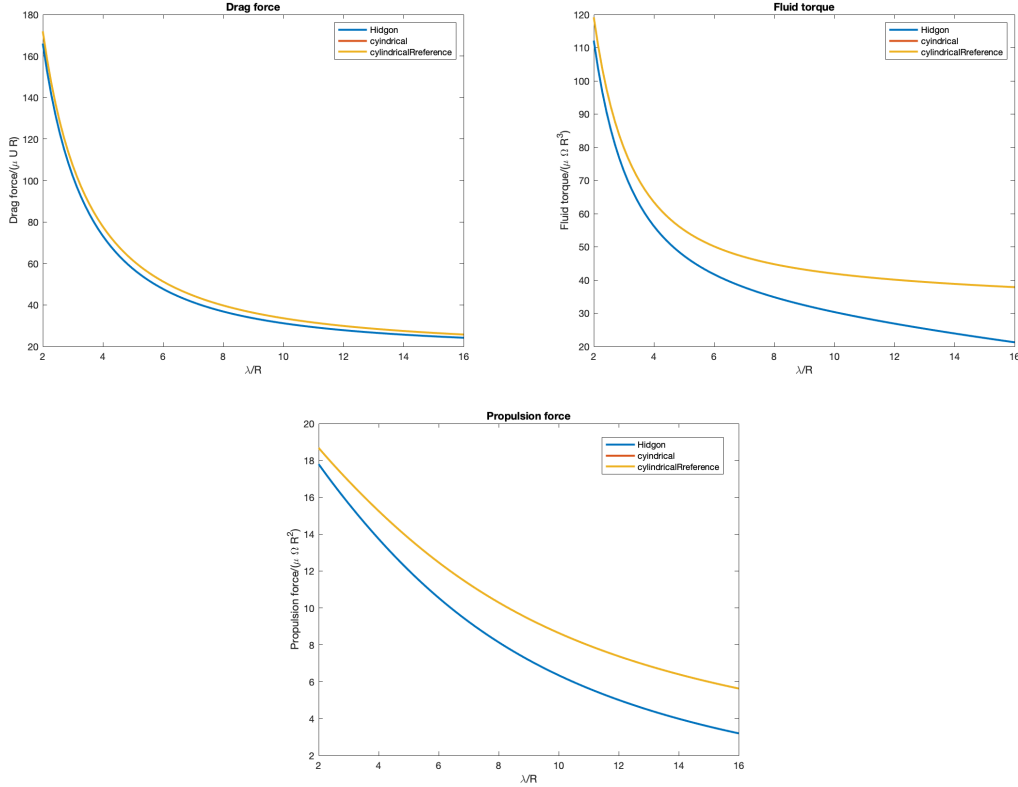 Drag force
180
160
140
120
100
80
60
40
20
2 4 6 8 10 12 14 16
Drag force/(μ U R)
λ/R
Hidgon
cyindrical
cylindricalRreference
Fluid torque
120
110
100
90
80
70
60
50
40
30
20
2 4 6 8 10 12 14 16
Fluid torque/(μ Ω R³)
λ/R
Hidgon
cyindrical
cylindricalRreference
Propulsion force
20
18
16
14
12
10
8
6
4
2
2 4 6 8 10 12 14 16
Propulsion force/(μ Ω R²)
λ/R
Hidgon
cyindrical
cylindricalRreference